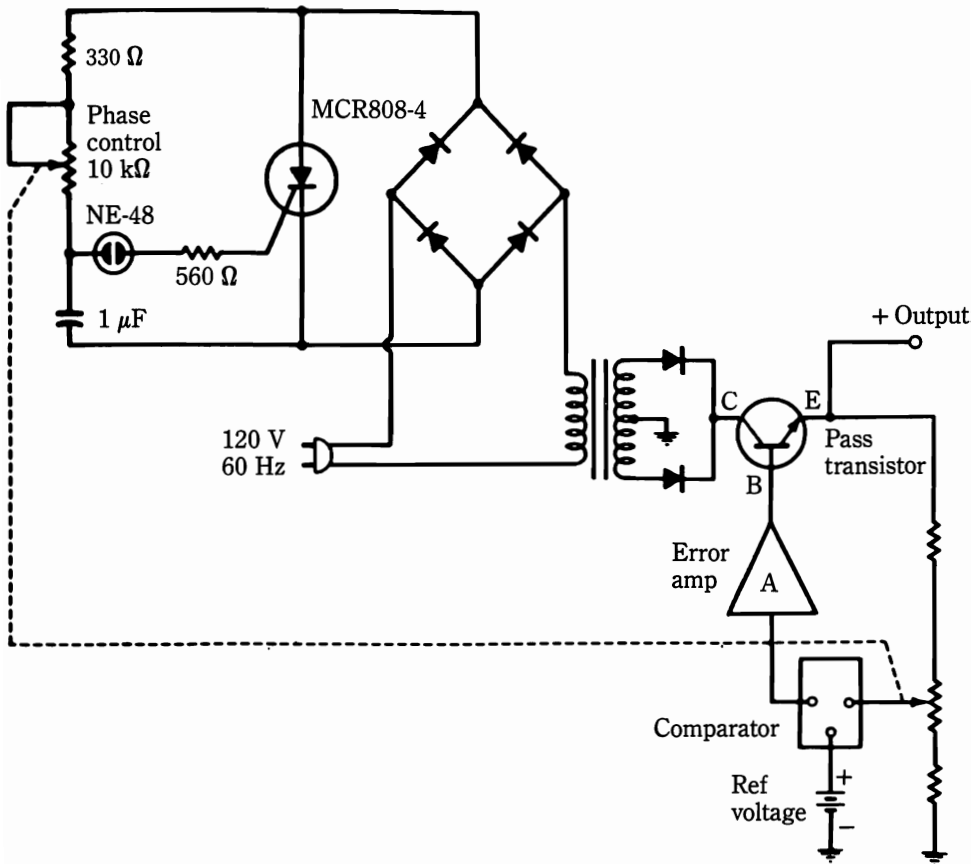 330 Ω
MCR808-4
Phase
control
10 kΩ
NE-48
560 Ω
1 μF
+ Output
120 V
60 Hz
C
E
B
Pass
transistor
Error
amp
A
Comparator
Ref
voltage
+
−